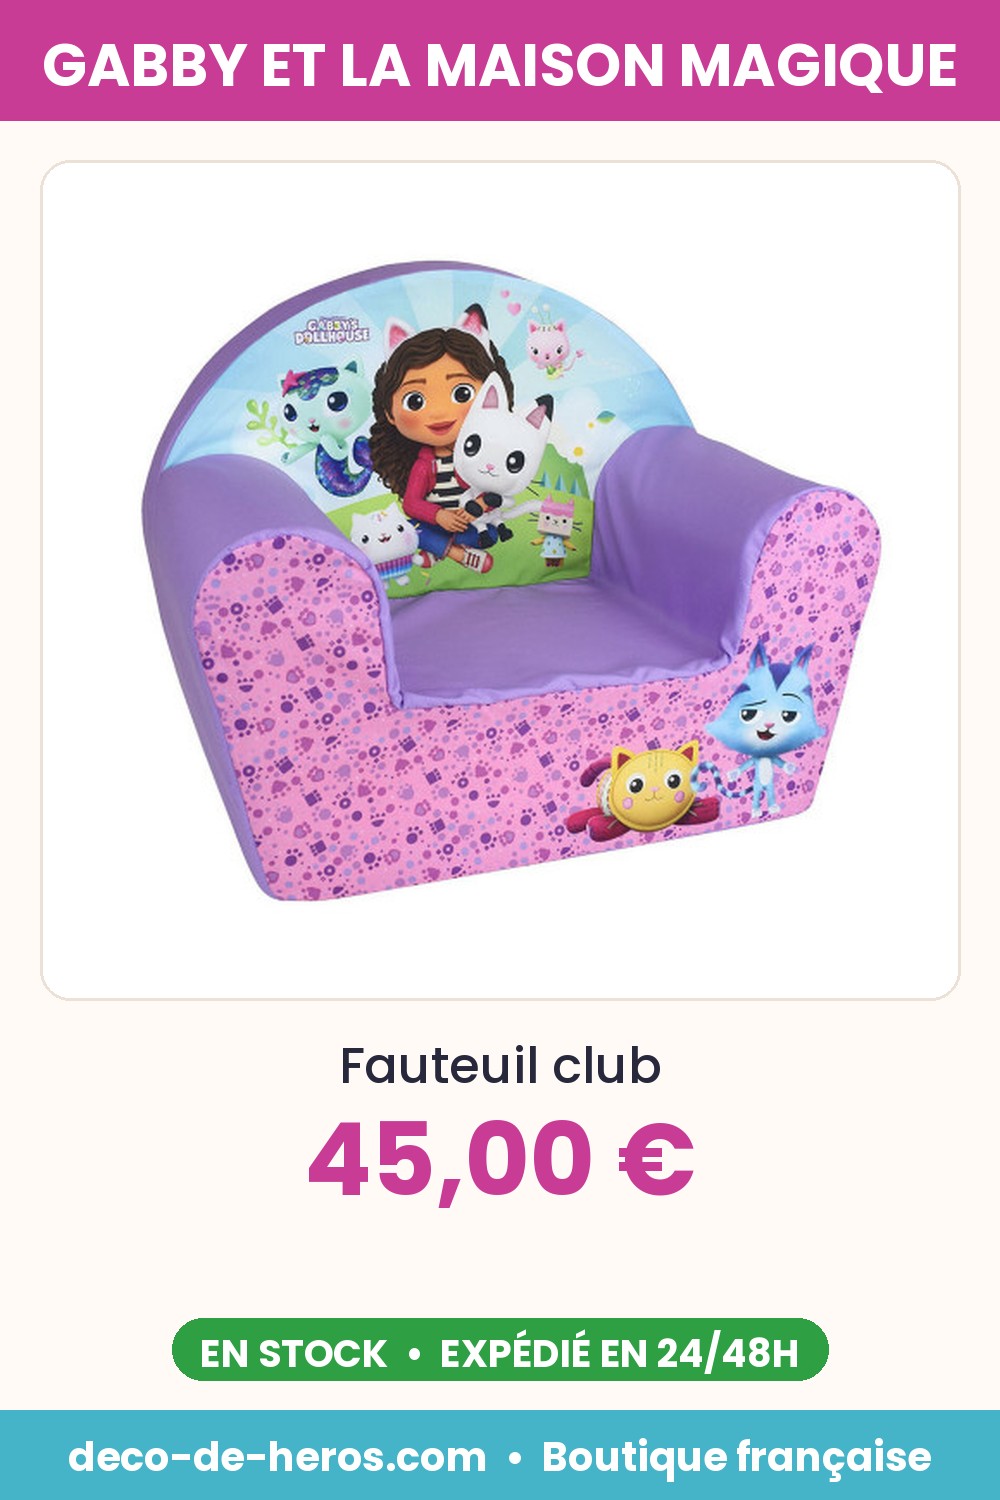 GABBY ET LA MAISON MAGIQUE
GABBY'S
DOLLHOUSE
Fauteuil club
45,00 €
EN STOCK • EXPÉDIÉ EN 24/48H
deco-de-heros.com • Boutique française